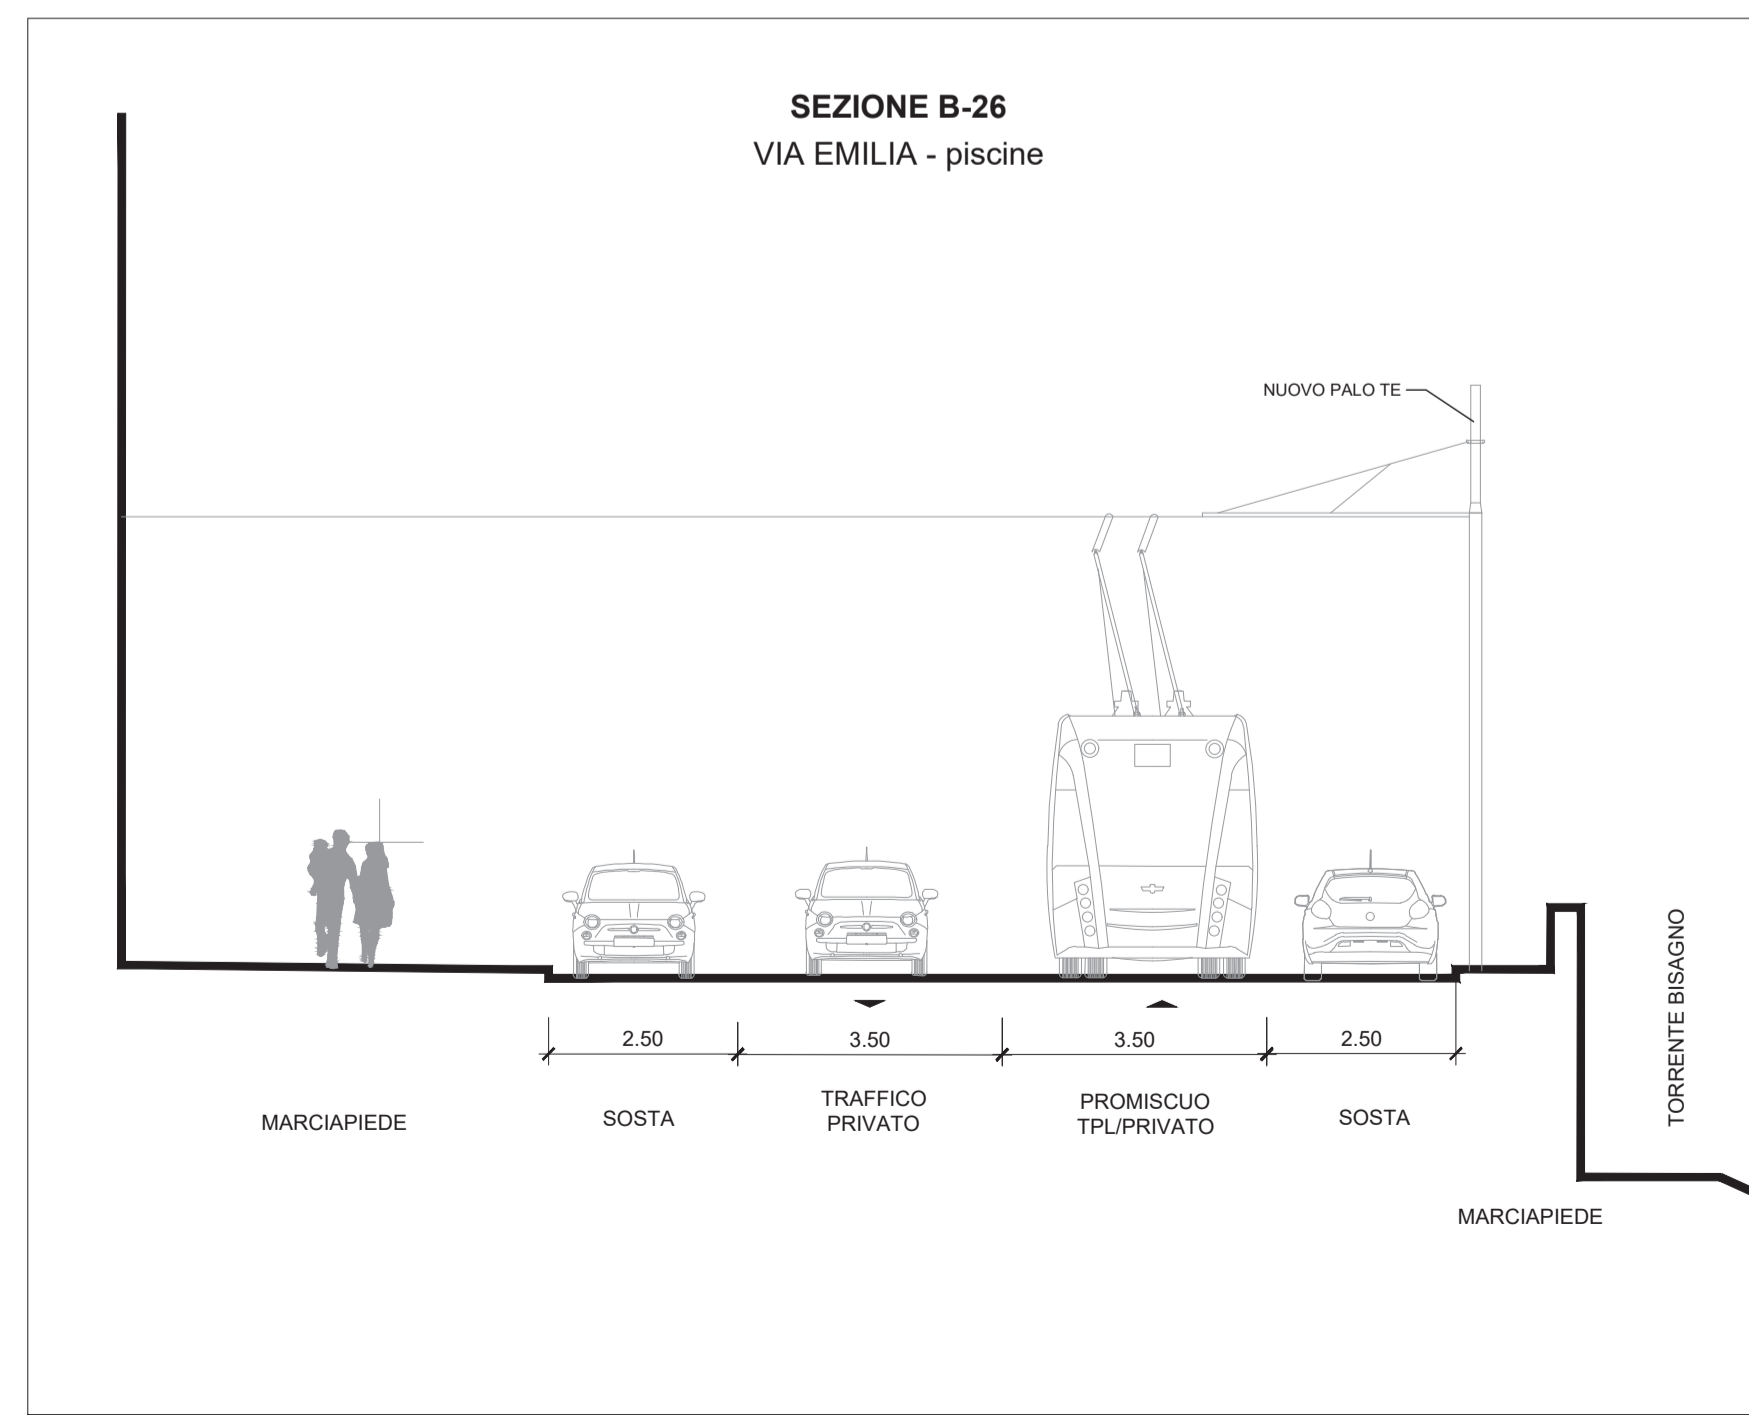 SEZIONE B-26
VIA EMILIA - piscine
NUOVO PALO TE
TORRENTE BISAGNO
2.50
3.50
3.50
2.50
MARCIAPIEDE
SOSTA
TRAFFICO
PRIVATO
PROMISCUO
TPL/PRIVATO
SOSTA
MARCIAPIEDE